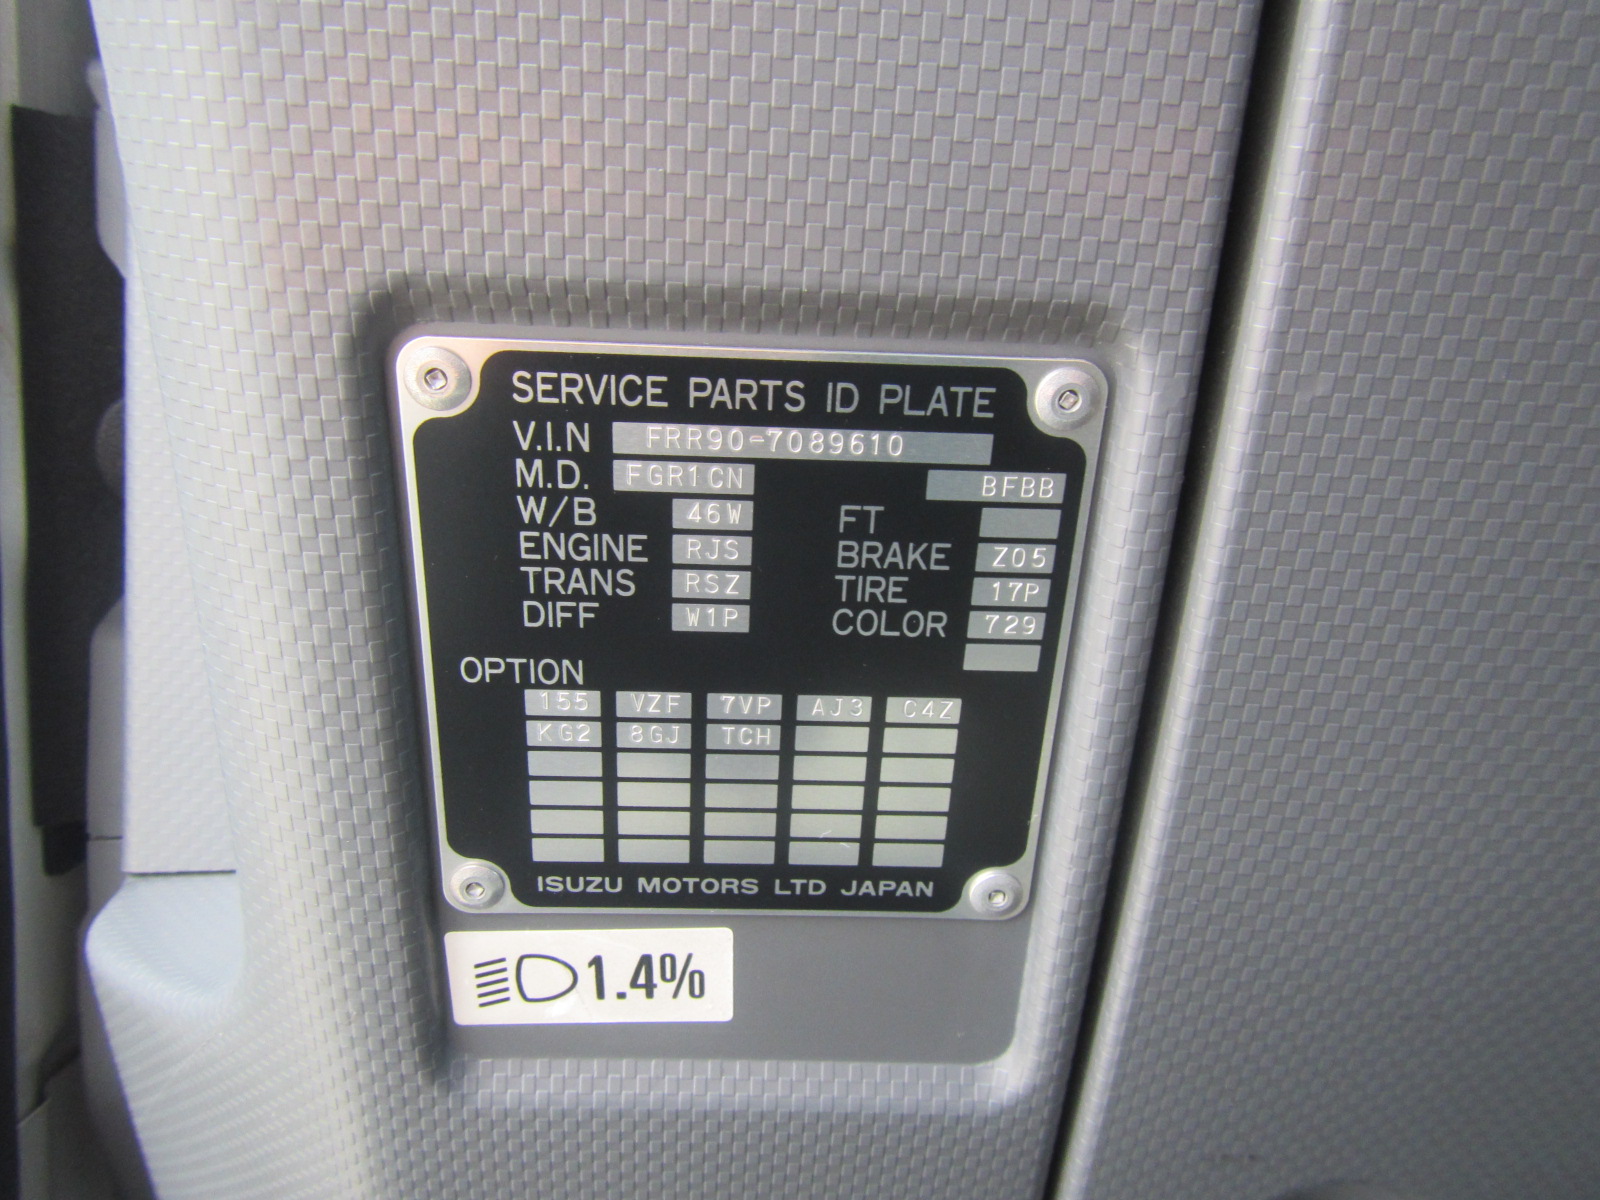 SERVICE PARTS ID PLATE
V.I.N FRR90-7089610
M.D. FGR1CN BFBB
W/B 46W FT
ENGINE RJS BRAKE Z05
TRANS RSZ TIRE 17P
DIFF W1P COLOR 729
OPTION
155 VZF 7VP AJ3 C4Z
KG2 8GJ TCH
ISUZU MOTORS LTD JAPAN
1.4%